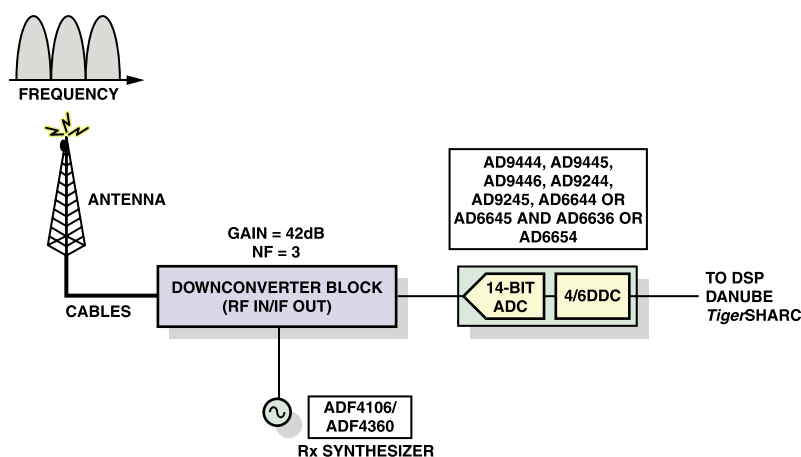 FREQUENCY
ANTENNA
CABLES
GAIN = 42dB
NF = 3
DOWNCONVERTER BLOCK
(RF IN/IF OUT)
ADF4106/
ADF4360
Rx SYNTHESIZER
AD9444, AD9445,
AD9446, AD9244,
AD9245, AD6644 OR
AD6645 AND AD6636 OR
AD6654
14-BIT
ADC
4/6DDC
TO DSP
DANUBE
TigerSHARC